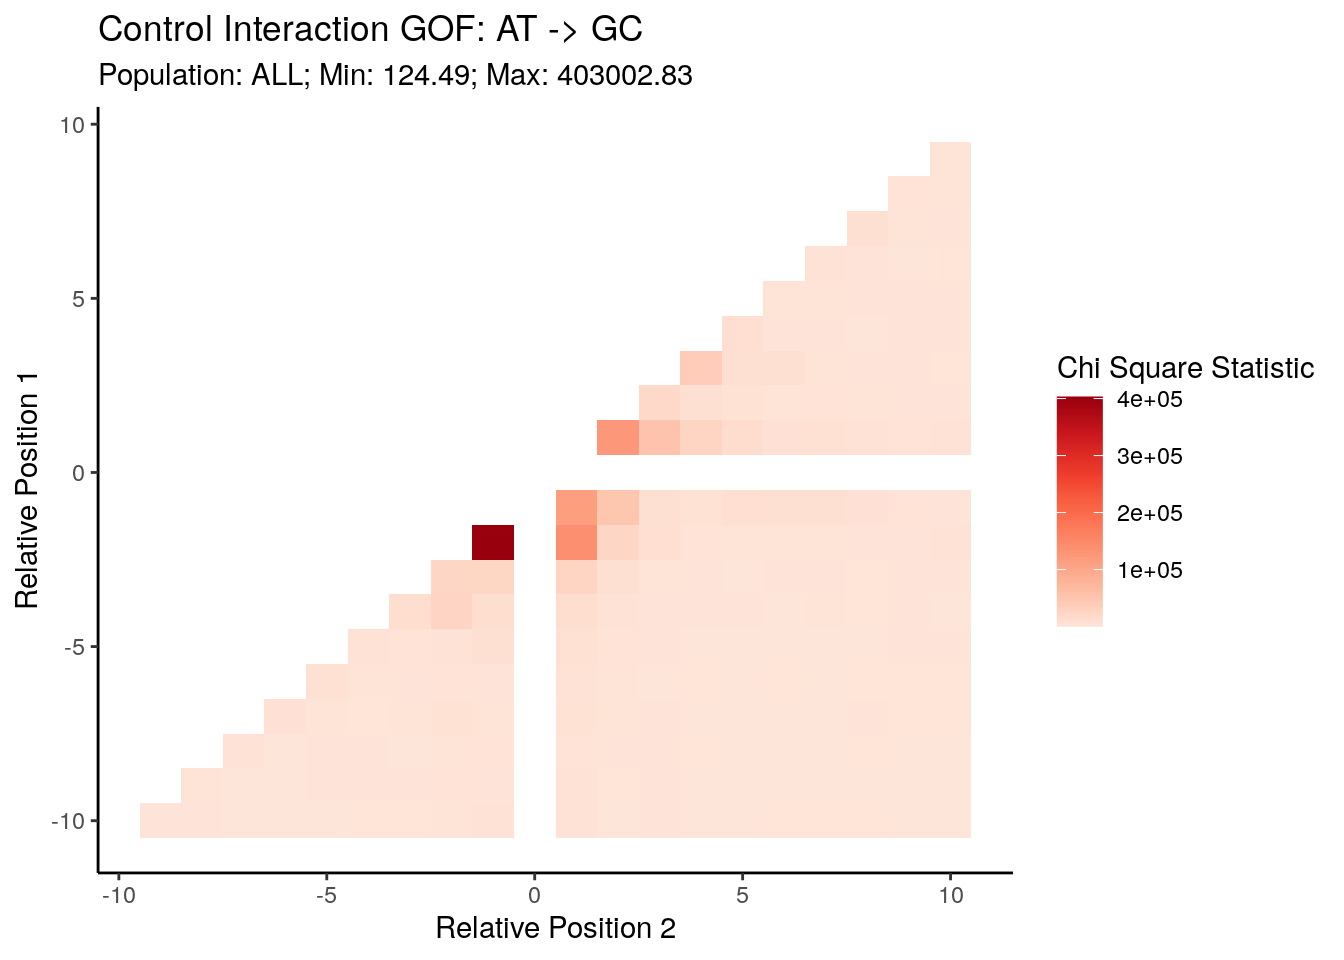 Control Interaction GOF: AT -> GC
Population: ALL; Min: 124.49; Max: 403002.83
10
5
0
-5
-10
Relative Position 1
-10
-5
0
5
10
Relative Position 2
Chi Square Statistic
4e+05
3e+05
2e+05
1e+05